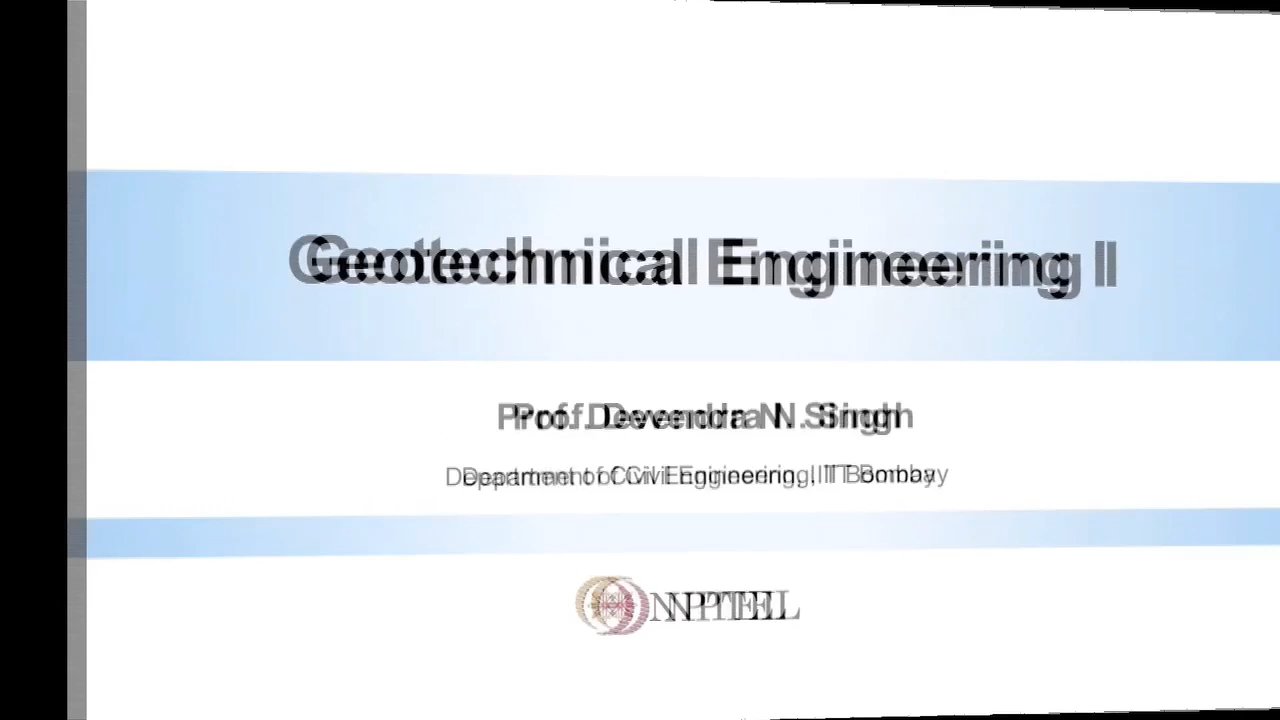 Geotechnical Engineering II
Prof. Devendra N. Singh
Department of Civil Engineering, IIT Bombay
NPTEL